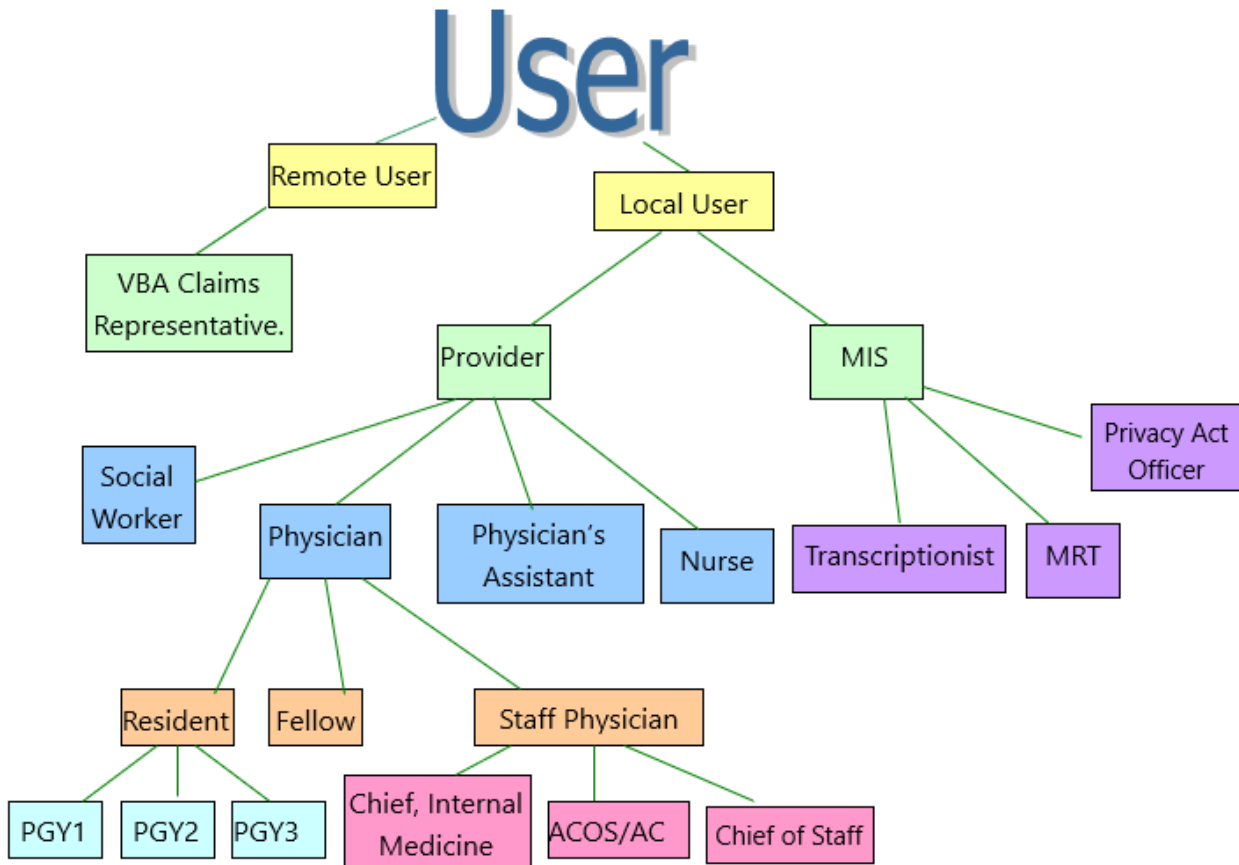 User
Remote User
Local User
VBA Claims
Representative.
Provider
MIS
Privacy Act
Officer
Social
Worker
Physician
Physician’s
Assistant
Nurse
Transcriptionist
MRT
Resident
Fellow
Staff Physician
PGY1
PGY2
PGY3
Chief, Internal
Medicine
ACOS/AC
Chief of Staff